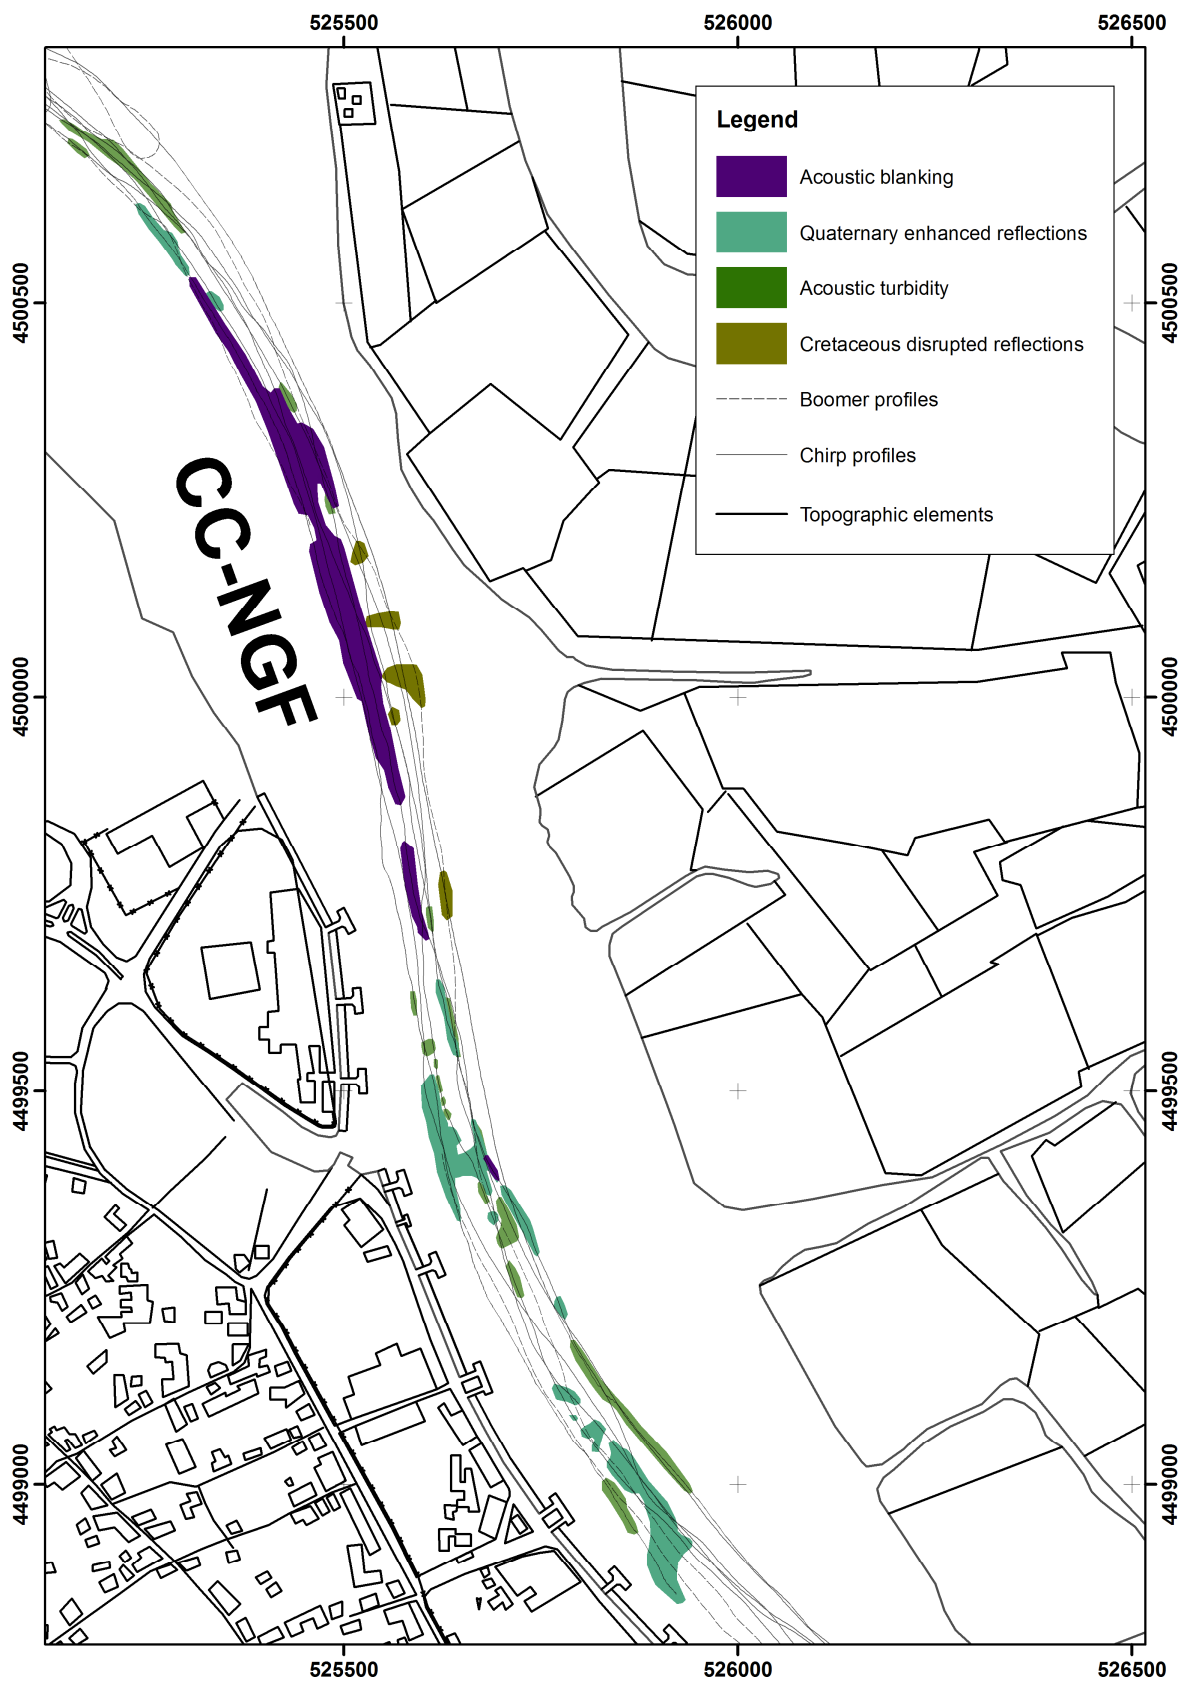 525500
526000
526500
Legend
Acoustic blanking
Quaternary enhanced reflections
Acoustic turbidity
Cretaceous disrupted reflections
Boomer profiles
Chirp profiles
Topographic elements
4500500
4500500
CC-NGF
4500000
4500000
4499500
4499500
4499000
4499000
525500
526000
526500